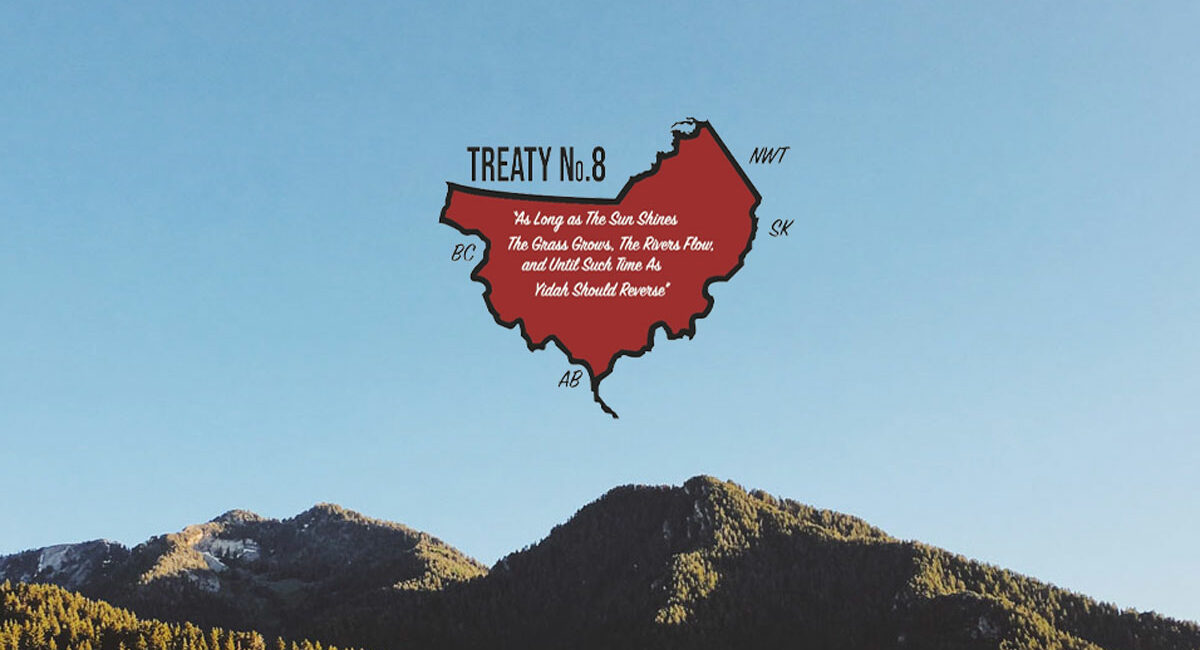 TREATY No.8
NWT
SK
BC
"As Long as The Sun Shines
The Grass Grows, The Rivers Flow,
and Until Such Time As
Yidah Should Reverse"
AB